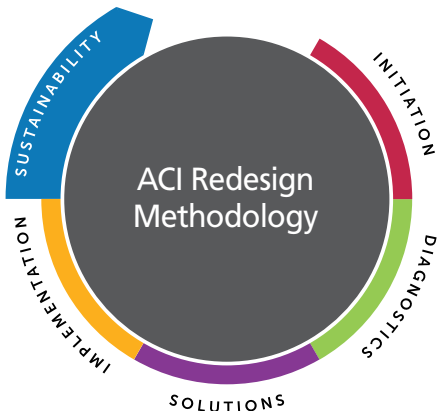 ACI Redesign
Methodology
INITIATION
DIAGNOSTICS
SOLUTIONS
IMPLEMENTATION
SUSTAINABILITY